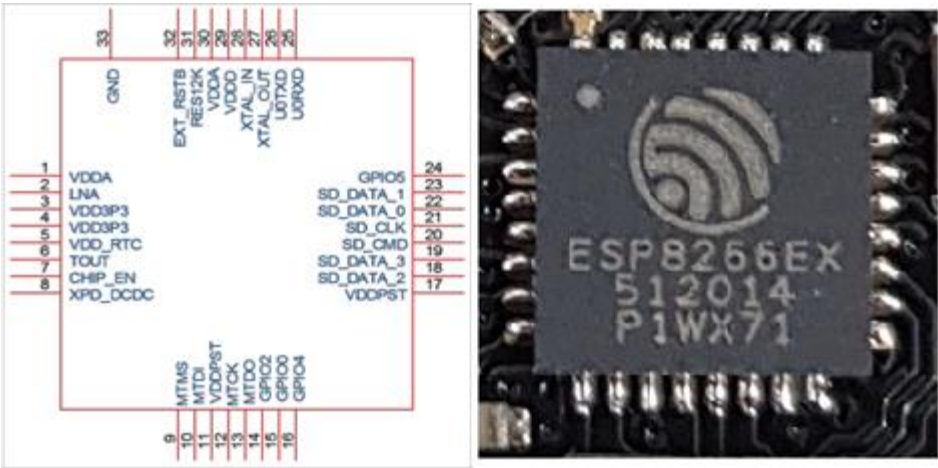 33
GND
32
31
30
29
28
27
26
25
EXT_RSTB
RES12K
VDDA
VDDD
XTAL_IN
XTAL_OUT
U0TXD
U0RXD
1 VDDA
2 LNA
3 VDD3P3
4 VDD3P3
5 VDD_RTC
6 TOUT
7 CHIP_EN
8 XPD_DCDC
GPIO5 24
SD_DATA_1 23
SD_DATA_0 22
SD_CLK 21
SD_CMD 20
SD_DATA_3 19
SD_DATA_2 18
VDDPST 17
MTMS
MTDI
VDDPST
MTCK
MTDO
GPIO2
GPIO0
GPIO4
9
10
11
12
13
14
15
16
ESP8266EX
512014
P1WX71